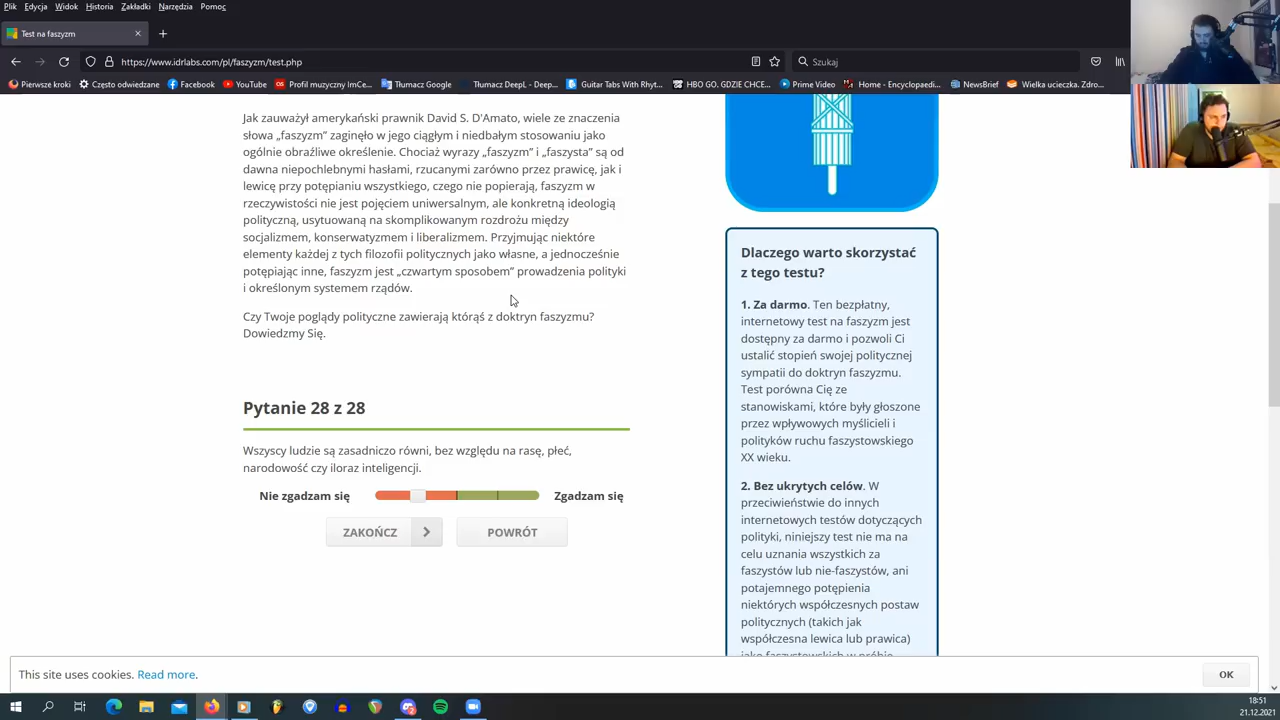 Plik Edycja Widok Historia Zakładki Narzędzia Pomoc
Test na faszyzm
https://www.idrlabs.com/pl/faszyzm/test.php
Szukaj
Pierwsze kroki Często odwiedzane Facebook YouTube Profil muzyczny ImCe... Tłumacz Google Tłumacz DeepL - Deep... Guitar Tabs With Rhyt... HBO GO. GDZIE CHCE... Prime Video Home - Encyclopaedi... NewsBrief Wielka ucieczka. Zdro...
Jak zauważył amerykański prawnik David S. D'Amato, wiele ze znaczenia
słowa „faszyzm” zaginęło w jego ciągłym i niedbałym stosowaniu jako
ogólnie obraźliwe określenie. Chociaż wyrazy „faszyzm” i „faszysta” są od
dawna niepochlebnymi hasłami, rzucanymi zarówno przez prawicę, jak i
lewicę przy potępianiu wszystkiego, czego nie popierają, faszyzm w
rzeczywistości nie jest pojęciem uniwersalnym, ale konkretną ideologią
polityczną, usytuowaną na skomplikowanym rozdrożu między
socjalizmem, konserwatyzmem i liberalizmem. Przyjmując niektóre
elementy każdej z tych filozofii politycznych jako własne, a jednocześnie
potępiając inne, faszyzm jest „czwartym sposobem” prowadzenia polityki
i określonym systemem rządów.
Czy Twoje poglądy polityczne zawierają którąś z doktryn faszyzmu?
Dowiedzmy Się.
Pytanie 28 z 28
Wszyscy ludzie są zasadniczo równi, bez względu na rasę, płeć,
narodowość czy iloraz inteligencji.
Nie zgadzam się Zgadzam się
ZAKOŃCZ POWRÓT
Dlaczego warto skorzystać
z tego testu?
1. Za darmo. Ten bezpłatny,
internetowy test na faszyzm jest
dostępny za darmo i pozwoli Ci
ustalić stopień swojej politycznej
sympatii do doktryn faszyzmu.
Test porówna Cię ze
stanowiskami, które były głoszone
przez wpływowych myślicieli i
polityków ruchu faszystowskiego
XX wieku.
2. Bez ukrytych celów. W
przeciwieństwie do innych
internetowych testów dotyczących
polityki, niniejszy test nie ma na
celu uznania wszystkich za
faszystów lub nie-faszystów, ani
potajemnego potępienia
niektórych współczesnych postaw
politycznych (takich jak
współczesna lewica lub prawica)
jako faszystowskich w próbie
This site uses cookies. Read more.
OK
18:51
21.12.2021